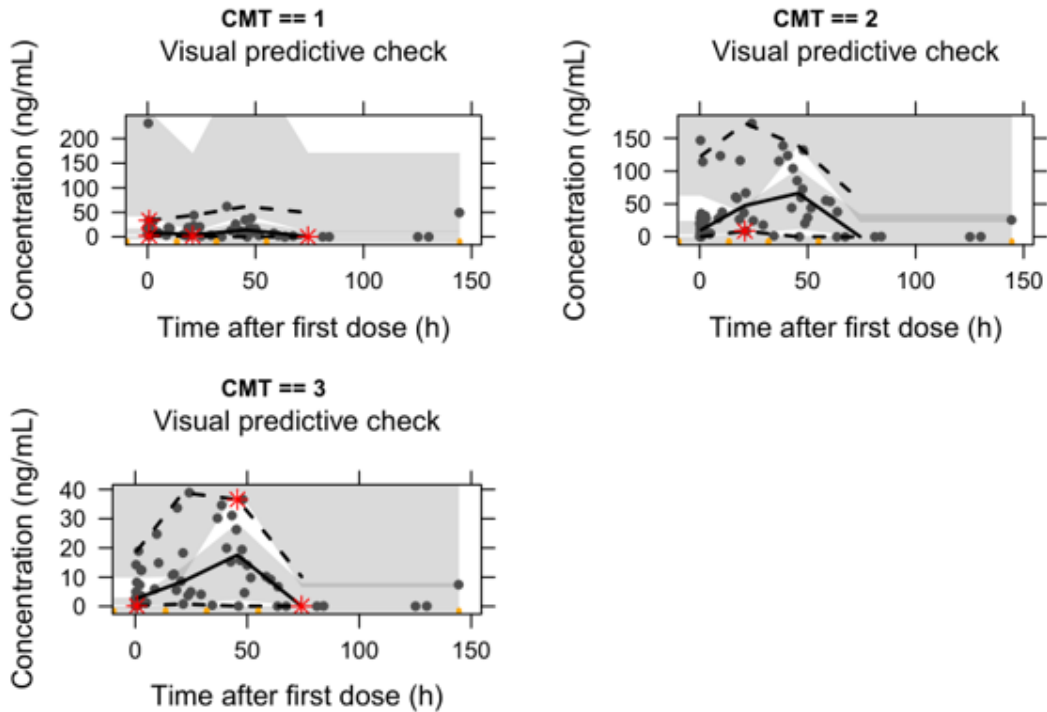 CMT == 1
Visual predictive check
Concentration (ng/mL)
200
150
100
50
0
0
50
100
150
Time after first dose (h)
CMT == 2
Visual predictive check
Concentration (ng/mL)
150
100
50
0
0
50
100
150
Time after first dose (h)
CMT == 3
Visual predictive check
Concentration (ng/mL)
40
30
20
10
0
0
50
100
150
Time after first dose (h)